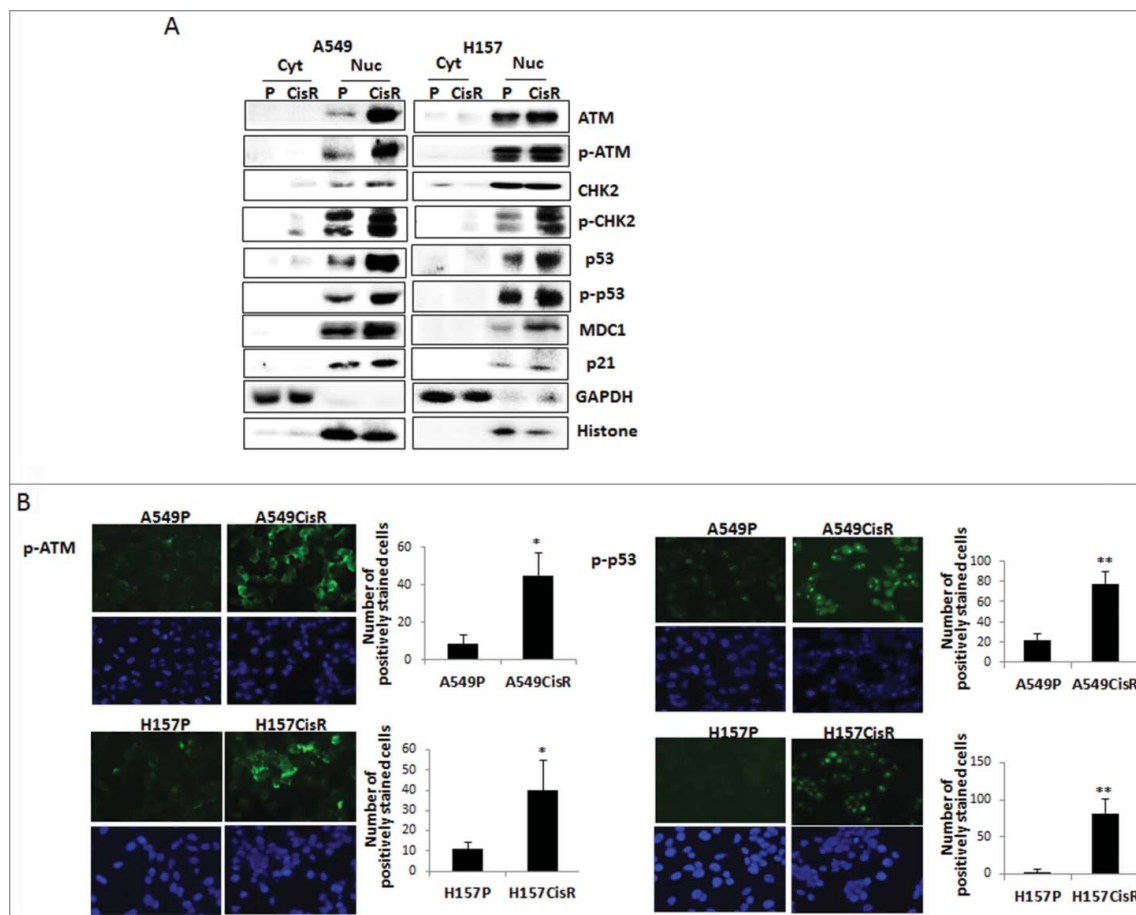 A
A549
H157
Cyt Nuc Cyt Nuc
P CisR P CisR P CisR P CisR
ATM
p-ATM
CHK2
p-CHK2
p53
p-p53
MDC1
p21
GAPDH
Histone
B
p-ATM
A549P A549CisR
Number of
positively stained cells
60
40
20
0
*
A549P A549CisR
H157P H157CisR
Number of
positively stained cells
60
50
40
30
20
10
0
*
H157P H157CisR
p-p53
A549P A549CisR
Number of
positively stained cells
100
80
60
40
20
0
**
A549P A549CisR
H157P H157CisR
Number of
positively stained cells
100
50
0
**
H157P H157CisR